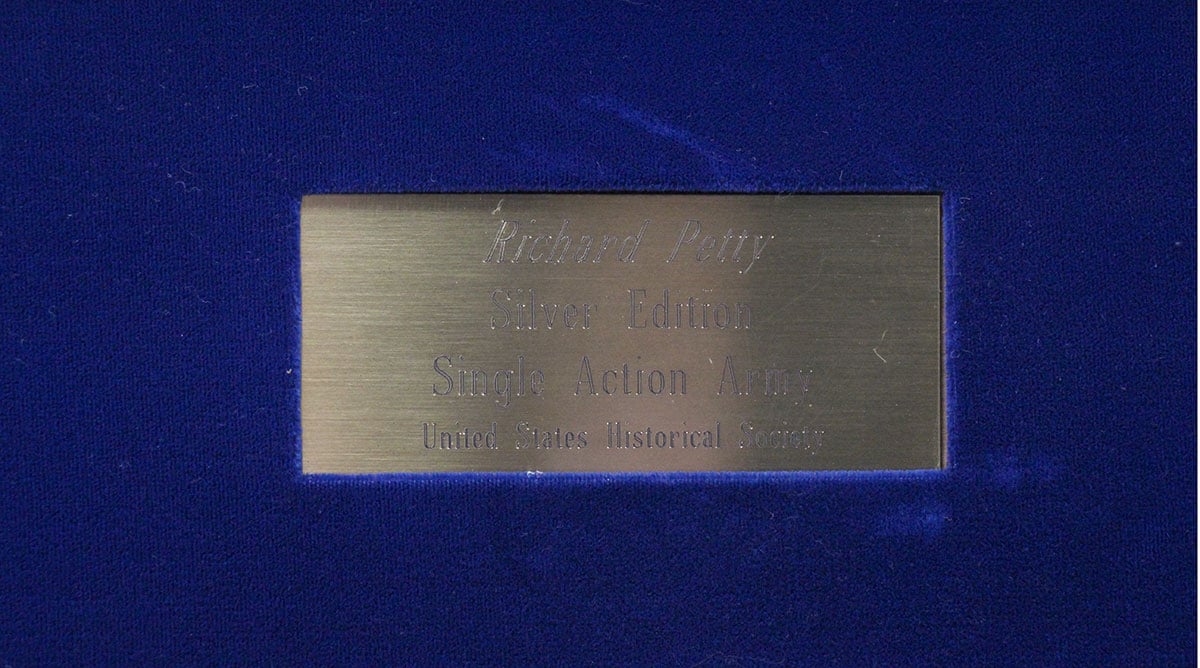 Richard Petty
Silver Edition
Single Action Army
United States Historical Society